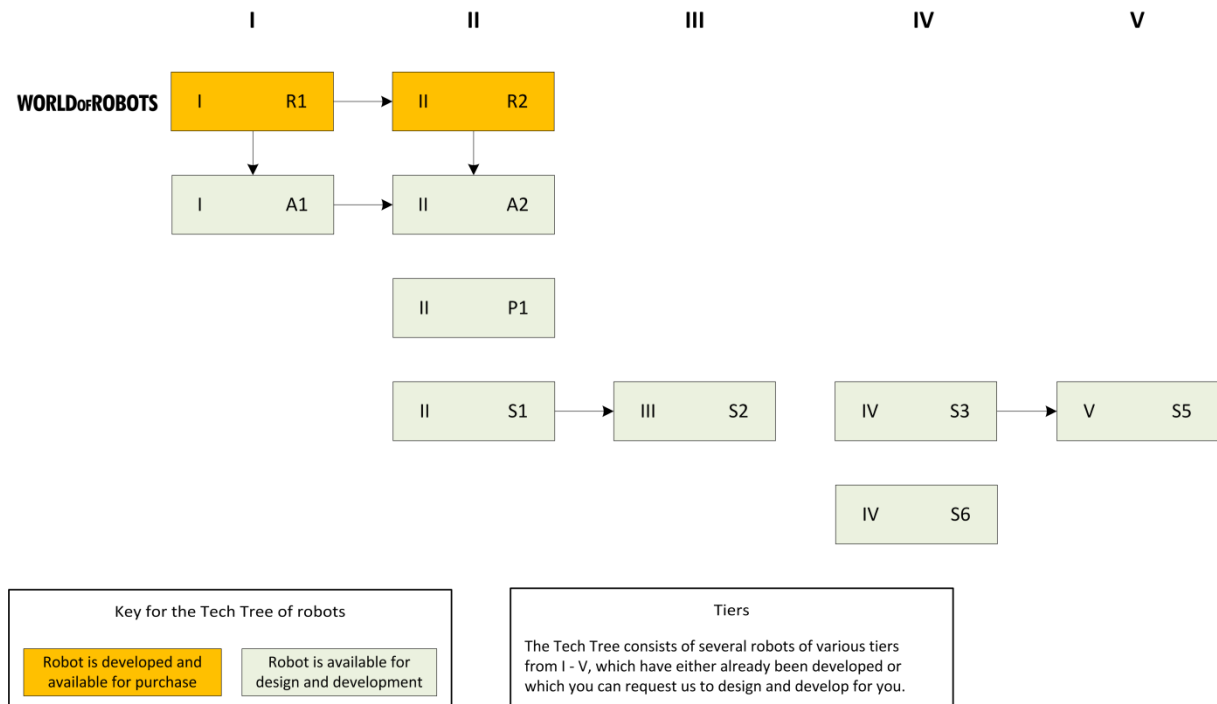 I II III IV V
WORLDOFROBOTS
I R1
II R2
I A1
II A2
II P1
II S1
III S2
IV S3
V S5
IV S6
Key for the Tech Tree of robots
Robot is developed and
available for purchase
Robot is available for
design and development
Tiers
The Tech Tree consists of several robots of various tiers
from I - V, which have either already been developed or
which you can request us to design and develop for you.